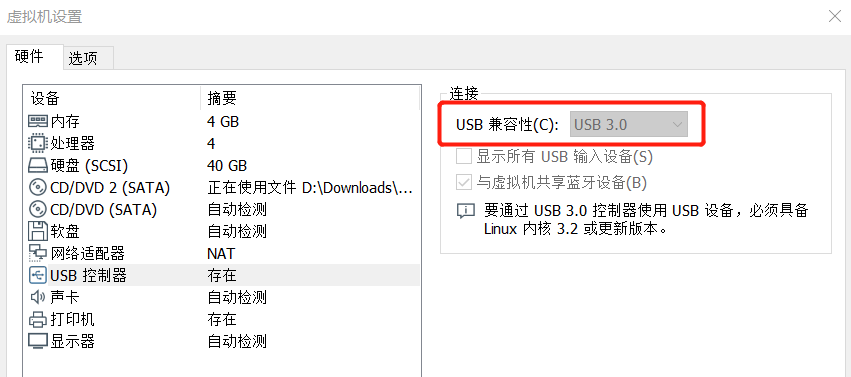 虚拟机设置
硬件 选项
设备 摘要
内存 4 GB
处理器 4
硬盘 (SCSI) 40 GB
CD/DVD 2 (SATA) 正在使用文件 D:\Downloads\...
CD/DVD (SATA) 自动检测
软盘 自动检测
网络适配器 NAT
USB 控制器 存在
声卡 自动检测
打印机 存在
显示器 自动检测
连接
USB 兼容性(C): USB 3.0
显示所有 USB 输入设备(S)
与虚拟机共享蓝牙设备(B)
要通过 USB 3.0 控制器使用 USB 设备，必须具备
Linux 内核 3.2 或更新版本。